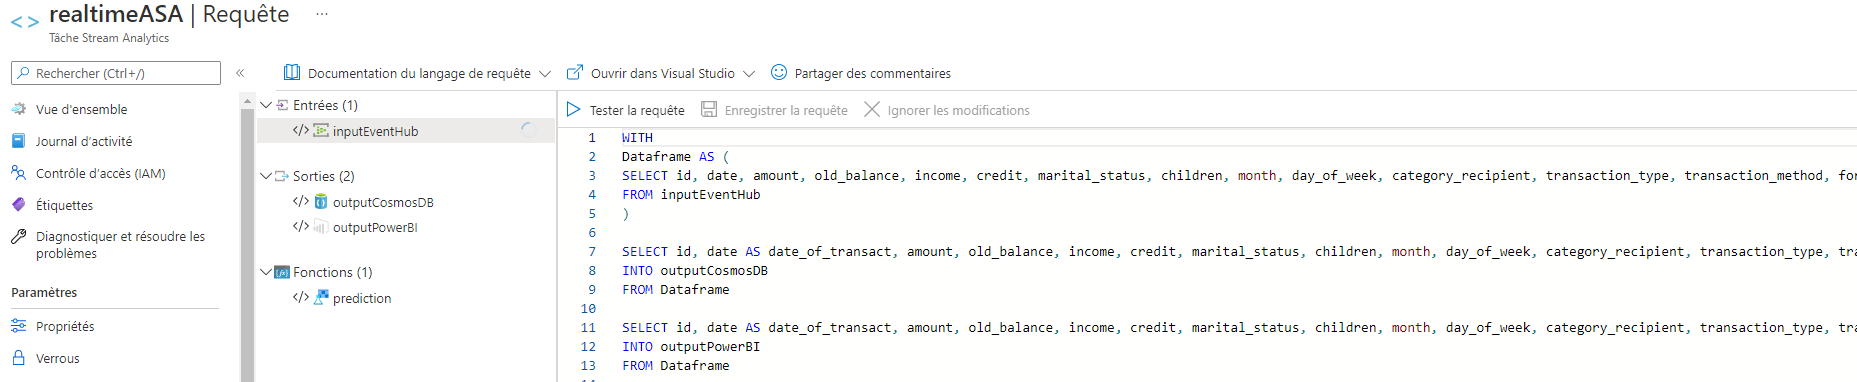 realtimeASA | Requête ...
Tâche Stream Analytics
Rechercher (Ctrl+/)
Vue d'ensemble
Journal d'activité
Contrôle d'accès (IAM)
Étiquettes
Diagnostiquer et résoudre les
problèmes
Paramètres
Propriétés
Verrous
Documentation du langage de requête
Ouvrir dans Visual Studio
Partager des commentaires
Entrées (1)
inputEventHub
Sorties (2)
outputCosmosDB
outputPowerBI
Fonctions (1)
prediction
Tester la requête
Enregistrer la requête
Ignorer les modifications
1 WITH
2 Dataframe AS (
3 SELECT id, date, amount, old_balance, income, credit, marital_status, children, month, day_of_week, category_recipient, transaction_type, transaction_method, for
4 FROM inputEventHub
5 )
6
7 SELECT id, date AS date_of_transact, amount, old_balance, income, credit, marital_status, children, month, day_of_week, category_recipient, transaction_type, tra
8 INTO outputCosmosDB
9 FROM Dataframe
10
11 SELECT id, date AS date_of_transact, amount, old_balance, income, credit, marital_status, children, month, day_of_week, category_recipient, transaction_type, tra
12 INTO outputPowerBI
13 FROM Dataframe